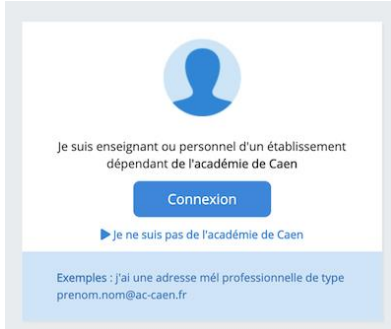 Je suis enseignant ou personnel d'un établissement
dépendant de l'académie de Caen
Connexion
Je ne suis pas de l'académie de Caen
Exemples : j'ai une adresse mél professionnelle de type
prenom.nom@ac-caen.fr